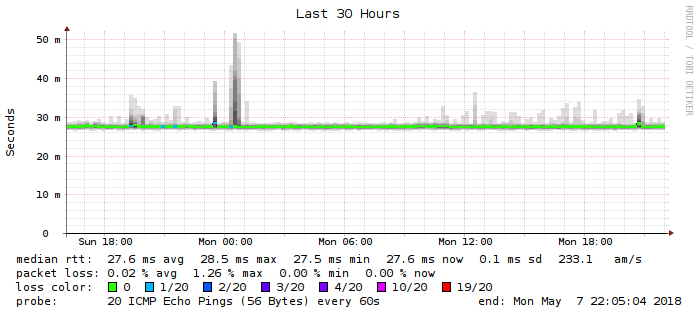 Last 30 Hours
RRDTOOL / TOBI OETIKER
Seconds
50 m
40 m
30 m
20 m
10 m
0
Sun 18:00 Mon 00:00 Mon 06:00 Mon 12:00 Mon 18:00
median rtt: 27.6 ms avg 28.5 ms max 27.5 ms min 27.6 ms now 0.1 ms sd 233.1 am/s
packet loss: 0.02 % avg 1.26 % max 0.00 % min 0.00 % now
loss color: 0 1/20 2/20 3/20 4/20 10/20 19/20
probe: 20 ICMP Echo Pings (56 Bytes) every 60s end: Mon May 7 22:05:04 2018